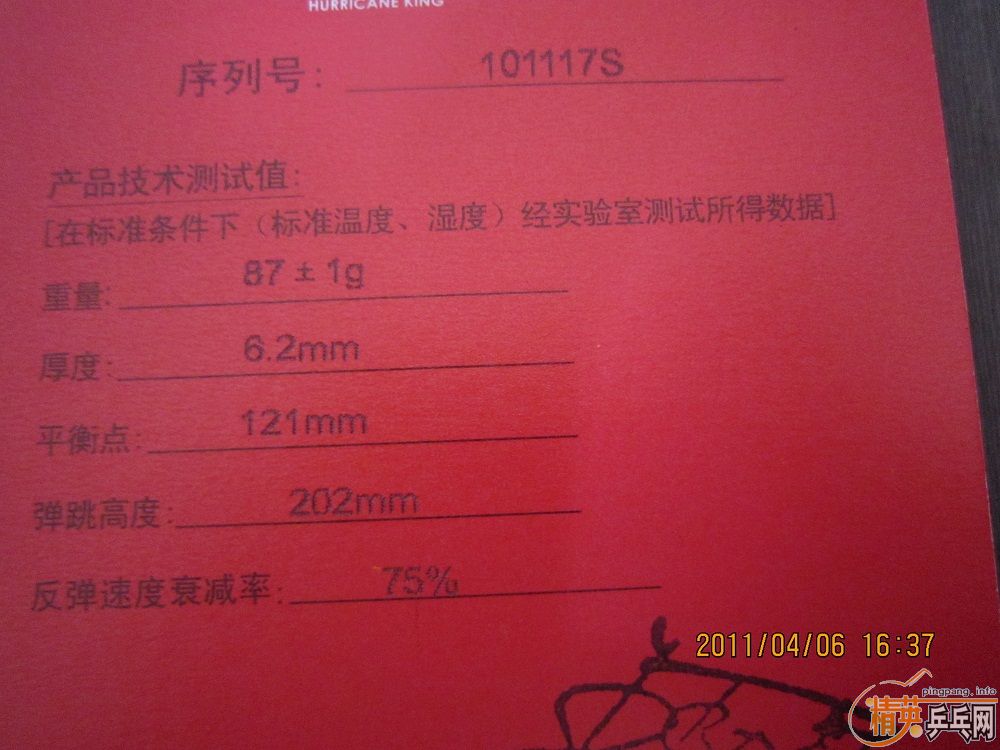 HURRICANE KING
序列号: 101117S
产品技术测试值:
[在标准条件下（标准温度、湿度）经实验室测试所得数据]
重量: 87±1g
厚度: 6.2mm
平衡点: 121mm
弹跳高度: 202mm
反弹速度衰减率: 75%
2011/04/06 16:37
pingpang.info
精英乒乓网